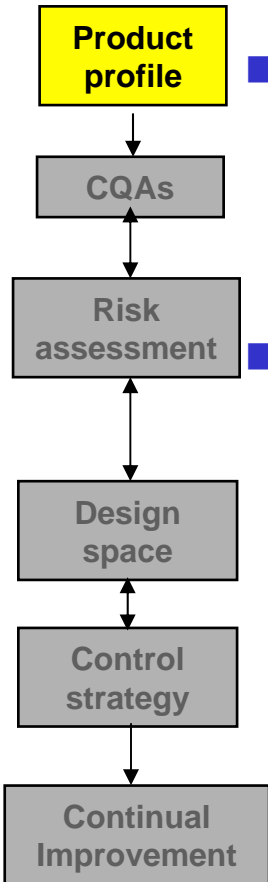 Product
profile
CQAs
Risk
assessment
Design
space
Control
strategy
Continual
Improvement